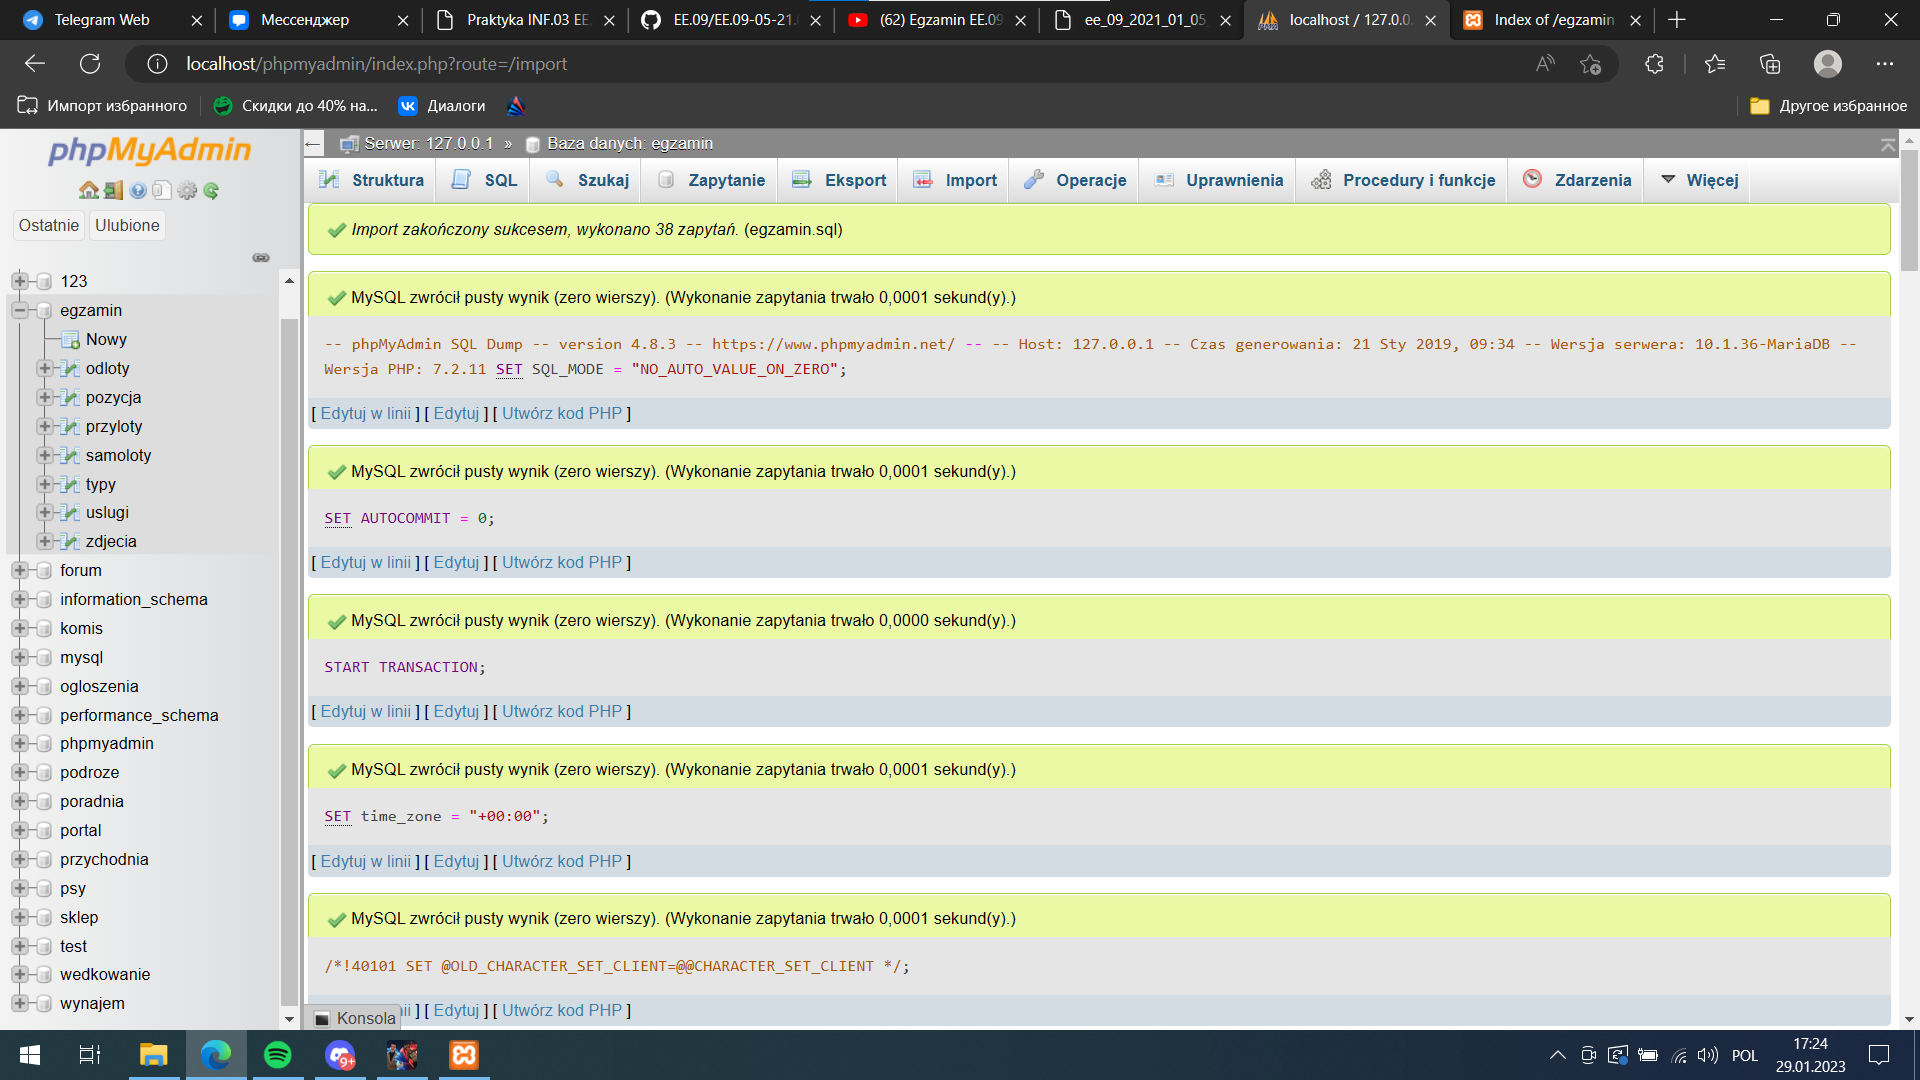 Telegram Web
Мессенджер
Praktyka INF.03 EE.
EE.09/EE.09-05-21.0
(62) Egzamin EE.09
ee_09_2021_01_05_
localhost / 127.0.0.
Index of /egzamin
localhost/phpmyadmin/index.php?route=/import
Импорт избранного
Скидки до 40% на...
Диалоги
Другое избранное
phpMyAdmin
Ostatnie Ulubione
123
egzamin
Nowy
odloty
pozycja
przyloty
samoloty
typy
uslugi
zdjecia
forum
information_schema
komis
mysql
ogloszenia
performance_schema
phpmyadmin
podroze
poradnia
portal
przychodnia
psy
sklep
test
wedkowanie
wynajem
Serwer: 127.0.0.1 » Baza danych: egzamin
Struktura SQL Szukaj Zapytanie Eksport Import Operacje Uprawnienia Procedury i funkcje Zdarzenia Więcej
Import zakończony sukcesem, wykonano 38 zapytań. (egzamin.sql)
MySQL zwrócił pusty wynik (zero wierszy). (Wykonanie zapytania trwało 0,0001 sekund(y).)
-- phpMyAdmin SQL Dump -- version 4.8.3 -- https://www.phpmyadmin.net/ -- -- Host: 127.0.0.1 -- Czas generowania: 21 Sty 2019, 09:34 -- Wersja serwera: 10.1.36-MariaDB --
Wersja PHP: 7.2.11 SET SQL_MODE = "NO_AUTO_VALUE_ON_ZERO";
[ Edytuj w linii ] [ Edytuj ] [ Utwórz kod PHP ]
MySQL zwrócił pusty wynik (zero wierszy). (Wykonanie zapytania trwało 0,0001 sekund(y).)
SET AUTOCOMMIT = 0;
[ Edytuj w linii ] [ Edytuj ] [ Utwórz kod PHP ]
MySQL zwrócił pusty wynik (zero wierszy). (Wykonanie zapytania trwało 0,0000 sekund(y).)
START TRANSACTION;
[ Edytuj w linii ] [ Edytuj ] [ Utwórz kod PHP ]
MySQL zwrócił pusty wynik (zero wierszy). (Wykonanie zapytania trwało 0,0001 sekund(y).)
SET time_zone = "+00:00";
[ Edytuj w linii ] [ Edytuj ] [ Utwórz kod PHP ]
MySQL zwrócił pusty wynik (zero wierszy). (Wykonanie zapytania trwało 0,0001 sekund(y).)
/*!40101 SET @OLD_CHARACTER_SET_CLIENT=@@CHARACTER_SET_CLIENT */;
Konsola ii ] [ Edytuj ] [ Utwórz kod PHP ]
9+
POL
17:24
29.01.2023